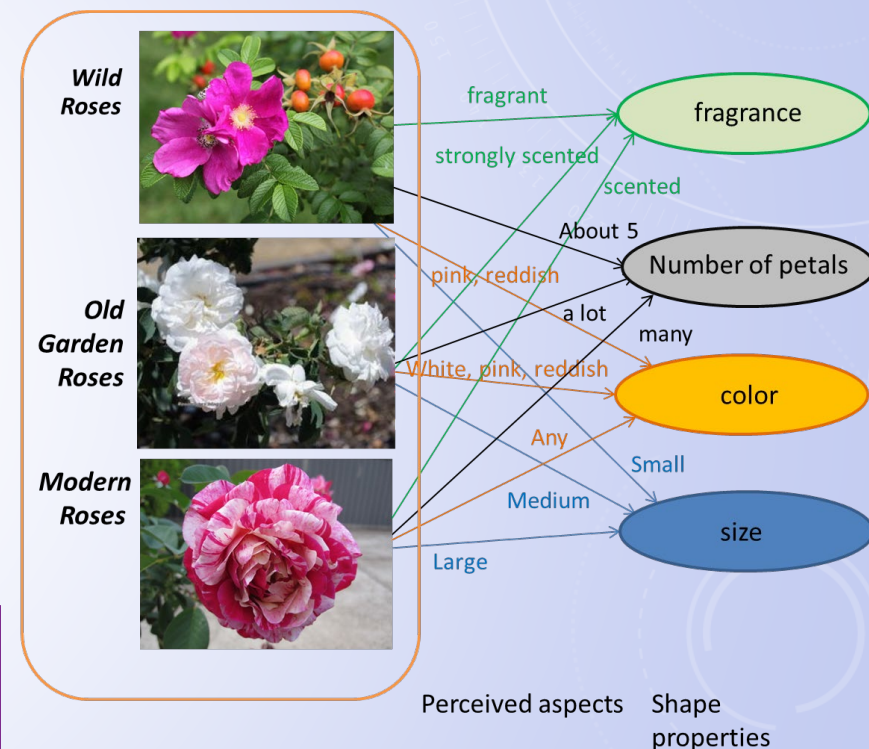 Wild
Roses
fragrant
fragrance
strongly scented
scented
About 5
Number of petals
pink, reddish
a lot
many
Old
Garden
Roses
White, pink, reddish
color
Any
Small
Modern
Roses
Medium
size
Large
Perceived aspects
Shape
properties